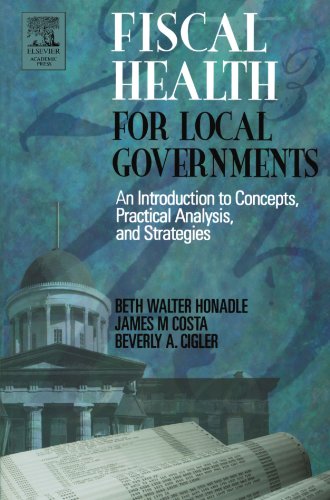 ELSEVIER
ACADEMIC
PRESS
FISCAL
HEALTH
FOR LOCAL
GOVERNMENTS
An Introduction to Concepts,
Practical Analysis,
and Strategies
BETH WALTER HONADLE
JAMES M COSTA
BEVERLY A. CIGLER